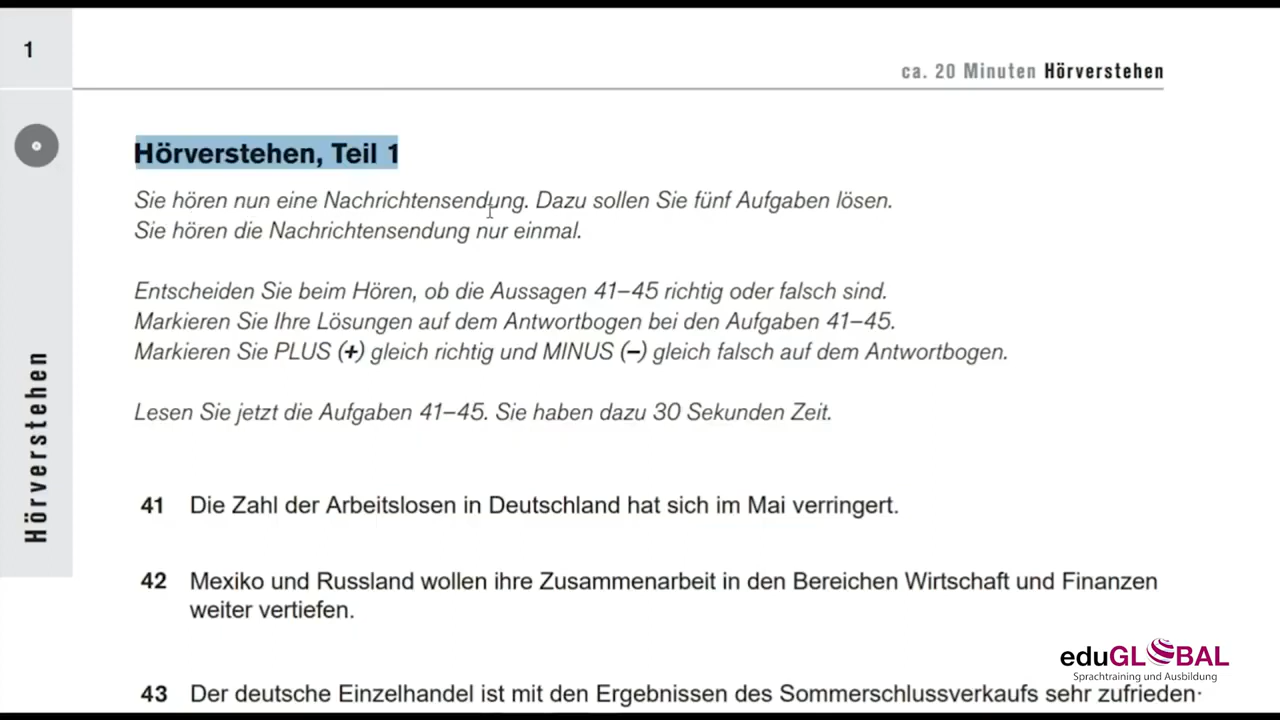 1
ca. 20 Minuten Hörverstehen
Hörverstehen, Teil 1
Sie hören nun eine Nachrichtensendung. Dazu sollen Sie fünf Aufgaben lösen.
Sie hören die Nachrichtensendung nur einmal.
Entscheiden Sie beim Hören, ob die Aussagen 41–45 richtig oder falsch sind.
Markieren Sie Ihre Lösungen auf dem Antwortbogen bei den Aufgaben 41–45.
Markieren Sie PLUS (+) gleich richtig und MINUS (–) gleich falsch auf dem Antwortbogen.
Lesen Sie jetzt die Aufgaben 41–45. Sie haben dazu 30 Sekunden Zeit.
Hörverstehen
41 Die Zahl der Arbeitslosen in Deutschland hat sich im Mai verringert.
42 Mexiko und Russland wollen ihre Zusammenarbeit in den Bereichen Wirtschaft und Finanzen
weiter vertiefen.
43 Der deutsche Einzelhandel ist mit den Ergebnissen des Sommerschlussverkaufs sehr zufrieden
eduGLOBAL
Sprachtraining und Ausbildung